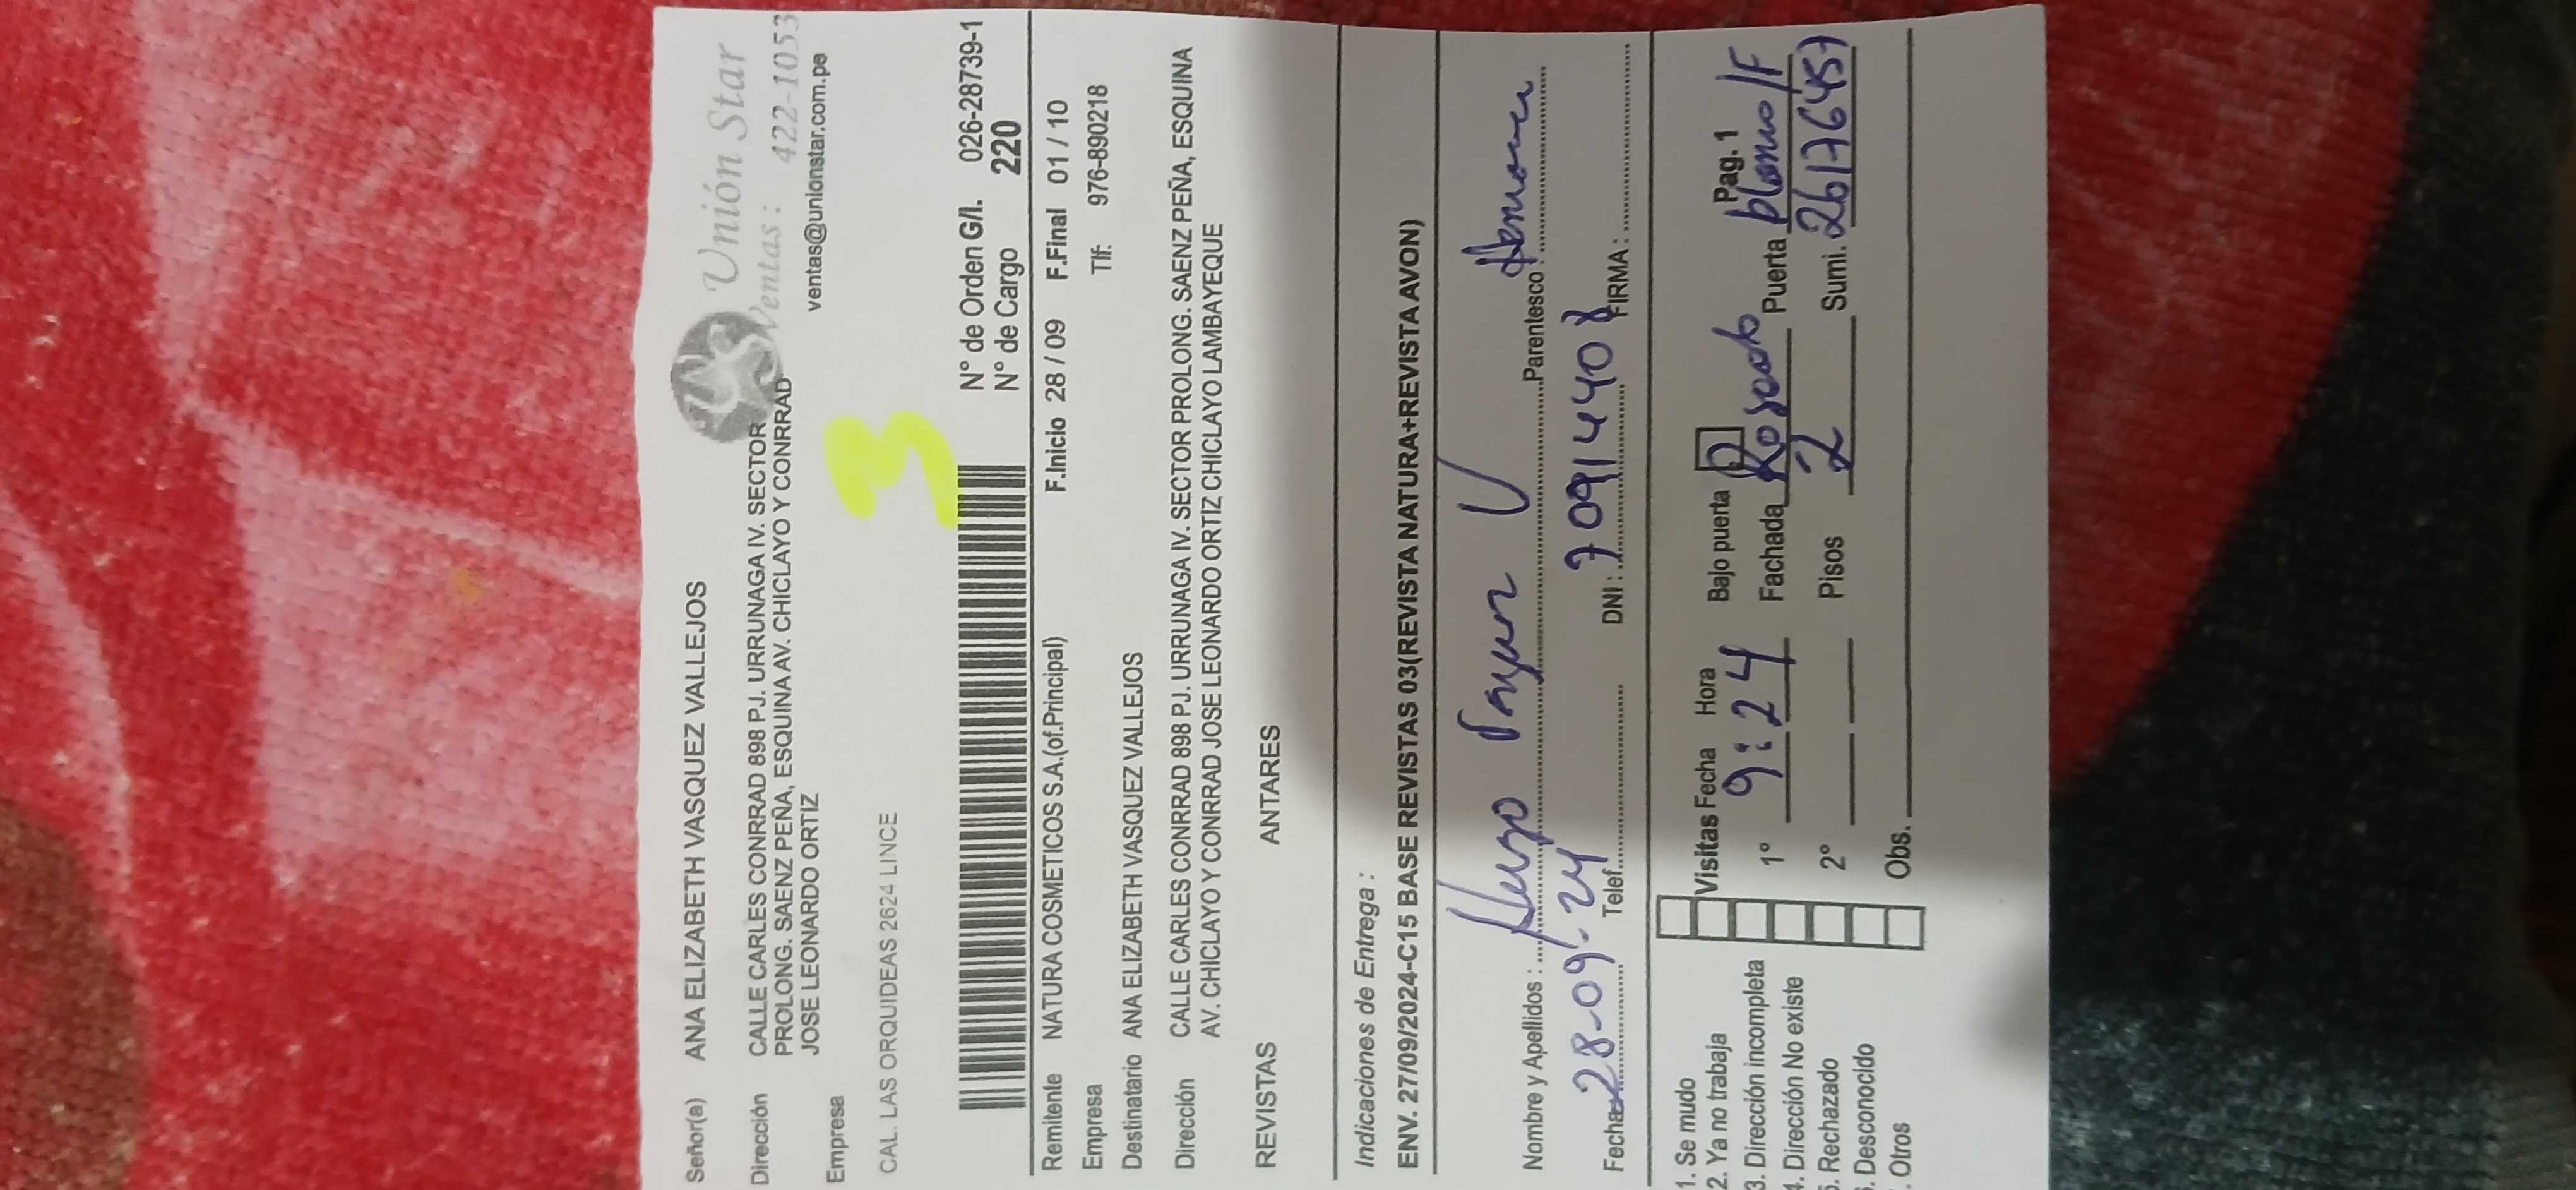 Unión Star
Ventas: 422-1053
ventas@unionstar.com.pe
Señor(a) ANA ELIZABETH VASQUEZ VALLEJOS
Dirección CALLE CARLES CONRRAD 898 PJ. URRUNAGA IV. SECTOR
PROLONG. SAENZ PEÑA, ESQUINA AV. CHICLAYO Y CONRRAD
JOSE LEONARDO ORTIZ
Empresa
3
CAL. LAS ORQUIDEAS 2624 LINCE
N° de Orden G/I. 026-28739-1
N° de Cargo 220
Remitente NATURA COSMETICOS S.A.(of.Principal) F.Inicio 28 / 09 F.Final 01 / 10
Empresa Tlf: 976-890218
Destinatario ANA ELIZABETH VASQUEZ VALLEJOS
Dirección CALLE CARLES CONRRAD 898 PJ. URRUNAGA IV. SECTOR PROLONG. SAENZ PEÑA, ESQUINA
AV. CHICLAYO Y CONRRAD JOSE LEONARDO ORTIZ CHICLAYO LAMBAYEQUE
REVISTAS ANTARES
Indicaciones de Entrega :
ENV. 27/09/2024-C15 BASE REVISTAS 03(REVISTA NATURA+REVISTA AVON)
Nombre y Apellidos : Hugo V Parentesco :
Fecha 28-09-24 Telef. DNI : FIRMA :
1. Se mudo
2. Ya no trabaja
3. Dirección incompleta
4. Dirección No existe
5. Rechazado
6. Desconocido
. Otros
Visitas Fecha Hora Bajo puerta Pag. 1
1° 9:24 Fachada Rosado Puerta blanco/F
2° Pisos 2 Sumi. 26176457
Obs.